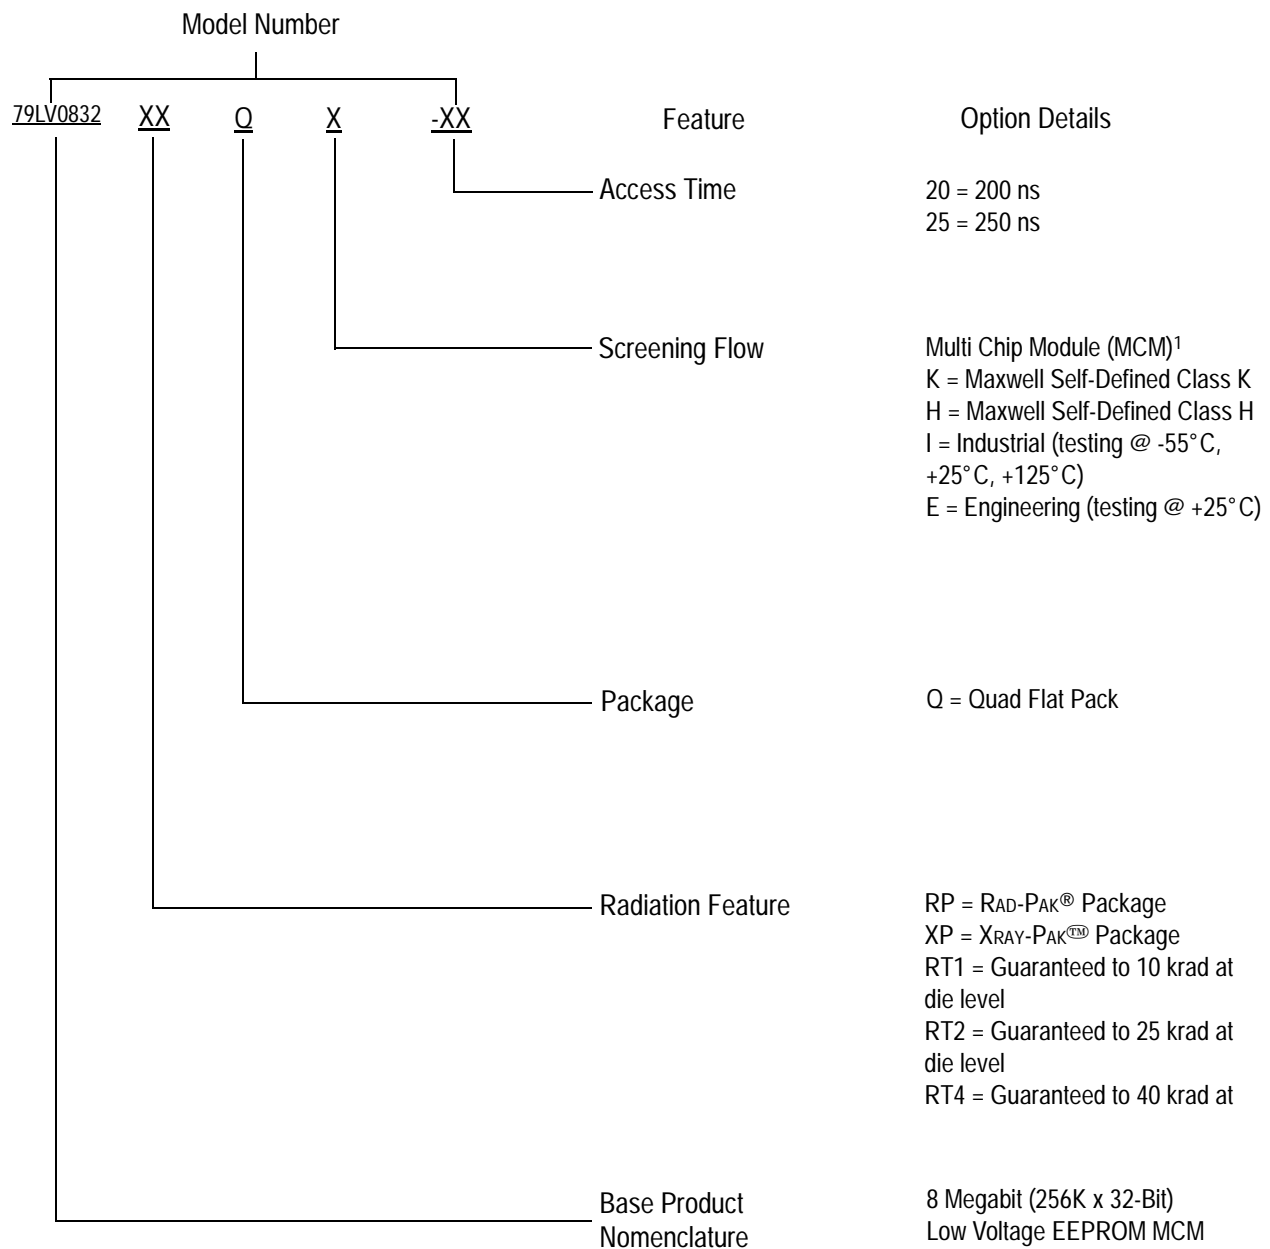 Model Number
79LV0832 XX Q X -XX Feature Option Details
Access Time
20 = 200 ns
25 = 250 ns
Screening Flow
Multi Chip Module (MCM)1
K = Maxwell Self-Defined Class K
H = Maxwell Self-Defined Class H
I = Industrial (testing @ -55°C,
+25°C, +125°C)
E = Engineering (testing @ +25°C)
Package
Q = Quad Flat Pack
Radiation Feature
RP = RAD-PAK® Package
XP = XRAY-PAK™ Package
RT1 = Guaranteed to 10 krad at
die level
RT2 = Guaranteed to 25 krad at
die level
RT4 = Guaranteed to 40 krad at
Base Product
Nomenclature
8 Megabit (256K x 32-Bit)
Low Voltage EEPROM MCM